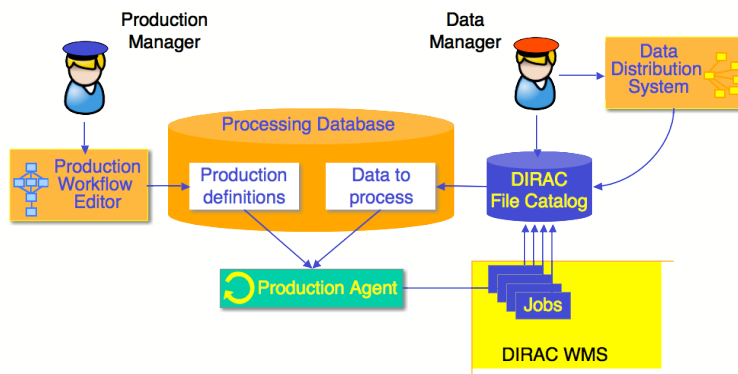 Production
Manager
Data
Manager
Data
Distribution
System
Processing Database
Production
Workflow
Editor
Production
definitions
Data to
process
DIRAC
File Catalog
Production Agent
Jobs
DIRAC WMS